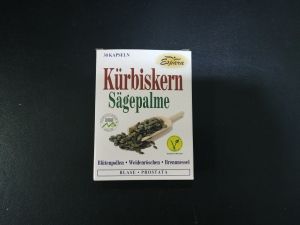 30 KAPSELN
Espara
Kürbiskern
Sägepalme
Blütenpollen • Weidenröschen • Brennnessel
BLASE • PROSTATA